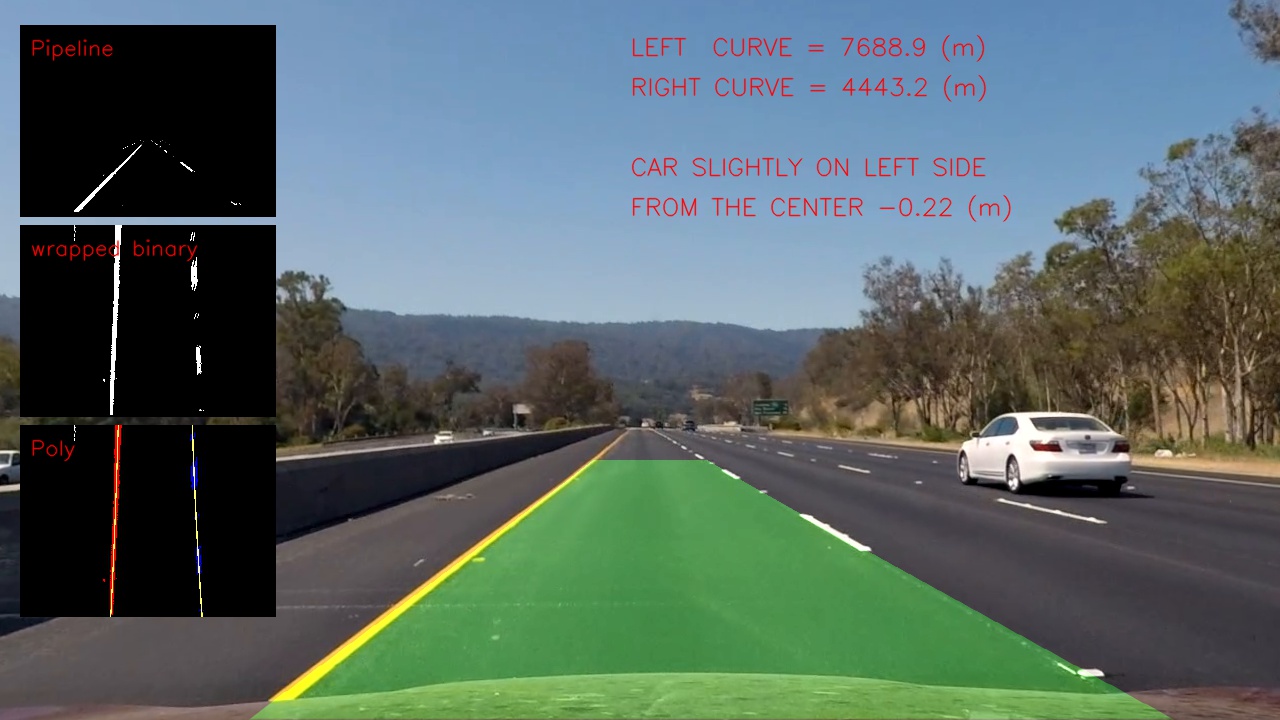 Pipeline
LEFT  CURVE = 7688.9 (m)
RIGHT CURVE = 4443.2 (m)
CAR SLIGHTLY ON LEFT SIDE
FROM THE CENTER -0.22 (m)
wrapped binary
Poly